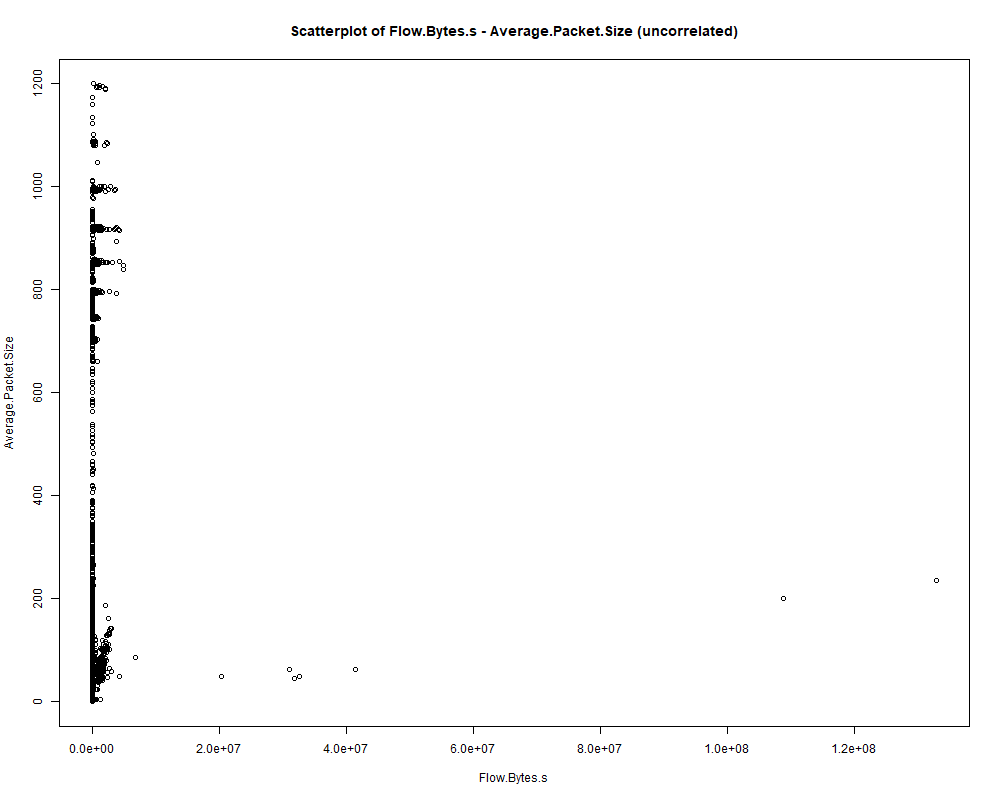 Scatterplot of Flow.Bytes.s - Average.Packet.Size (uncorrelated)
Average.Packet.Size
1200
1000
800
600
400
200
0
0.0e+00 2.0e+07 4.0e+07 6.0e+07 8.0e+07 1.0e+08 1.2e+08
Flow.Bytes.s